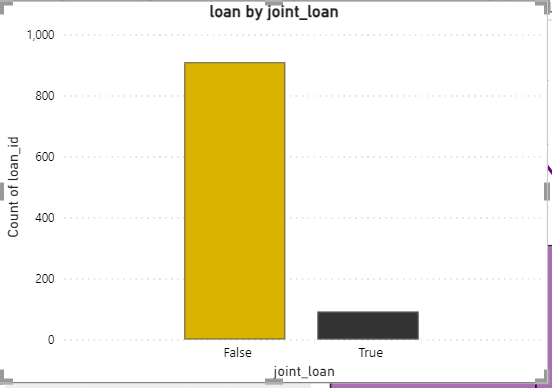 loan by joint_loan
Count of loan_id
1,000
800
600
400
200
0
False True
joint_loan